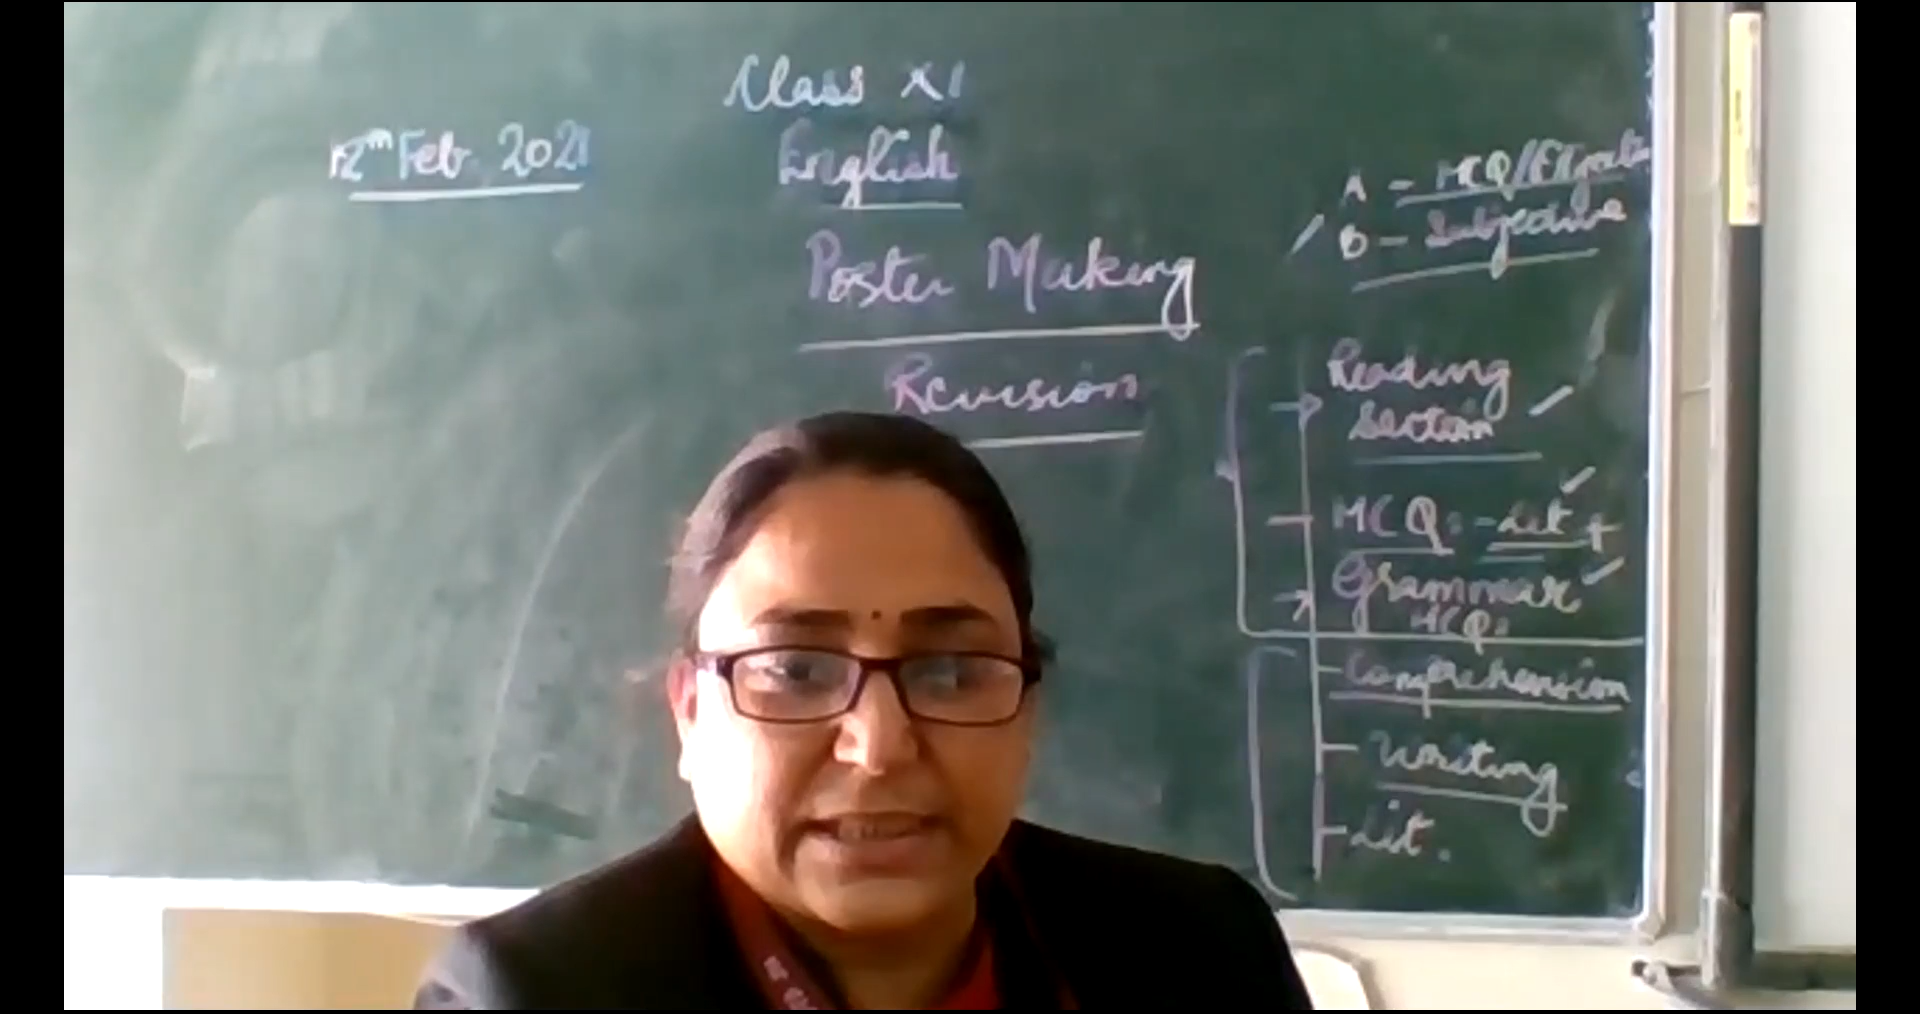 Class XI
12th Feb 2021
English
Poster Making
Revision
A - MCQ/Extract
B - Subjective
Reading
Section
MCQs - Lit +
Grammar
MCQs
Comprehension
Writing
Lit.